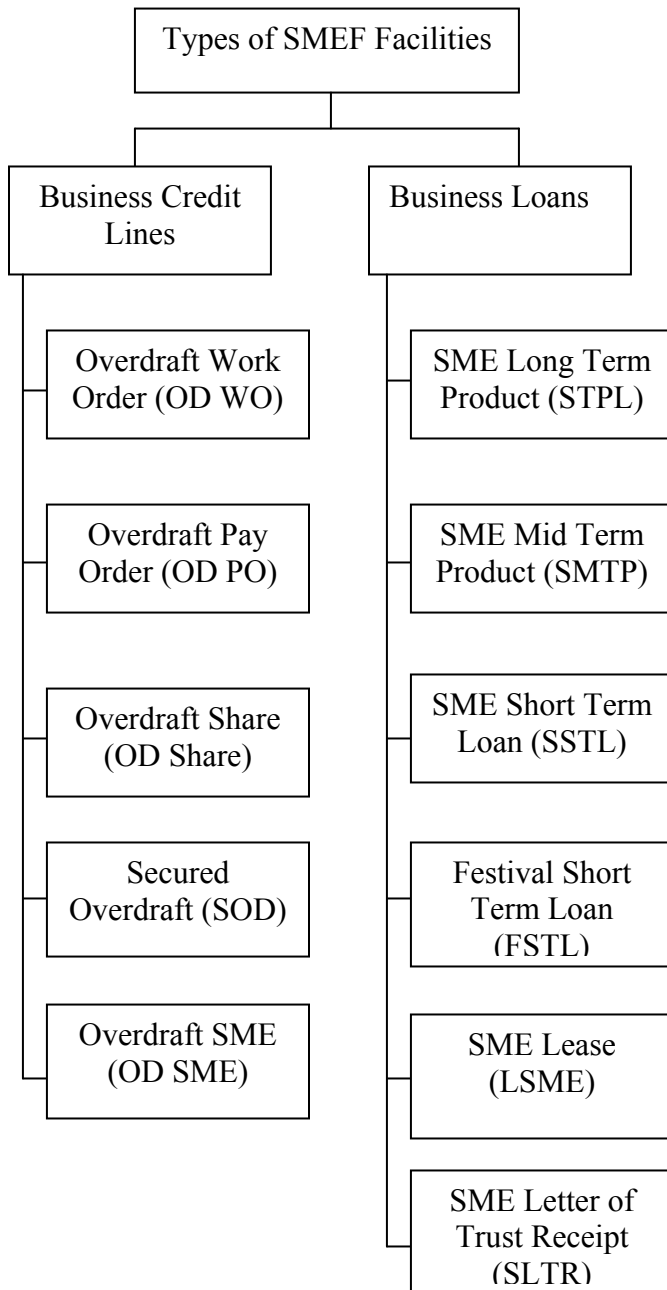 Types of SMEF Facilities
Business Credit
Lines
Overdraft Work
Order (OD WO)
Overdraft Pay
Order (OD PO)
Overdraft Share
(OD Share)
Secured
Overdraft (SOD)
Overdraft SME
(OD SME)
Business Loans
SME Long Term
Product (STPL)
SME Mid Term
Product (SMTP)
SME Short Term
Loan (SSTL)
Festival Short
Term Loan
(FSTL)
SME Lease
(LSME)
SME Letter of
Trust Receipt
(SLTR)